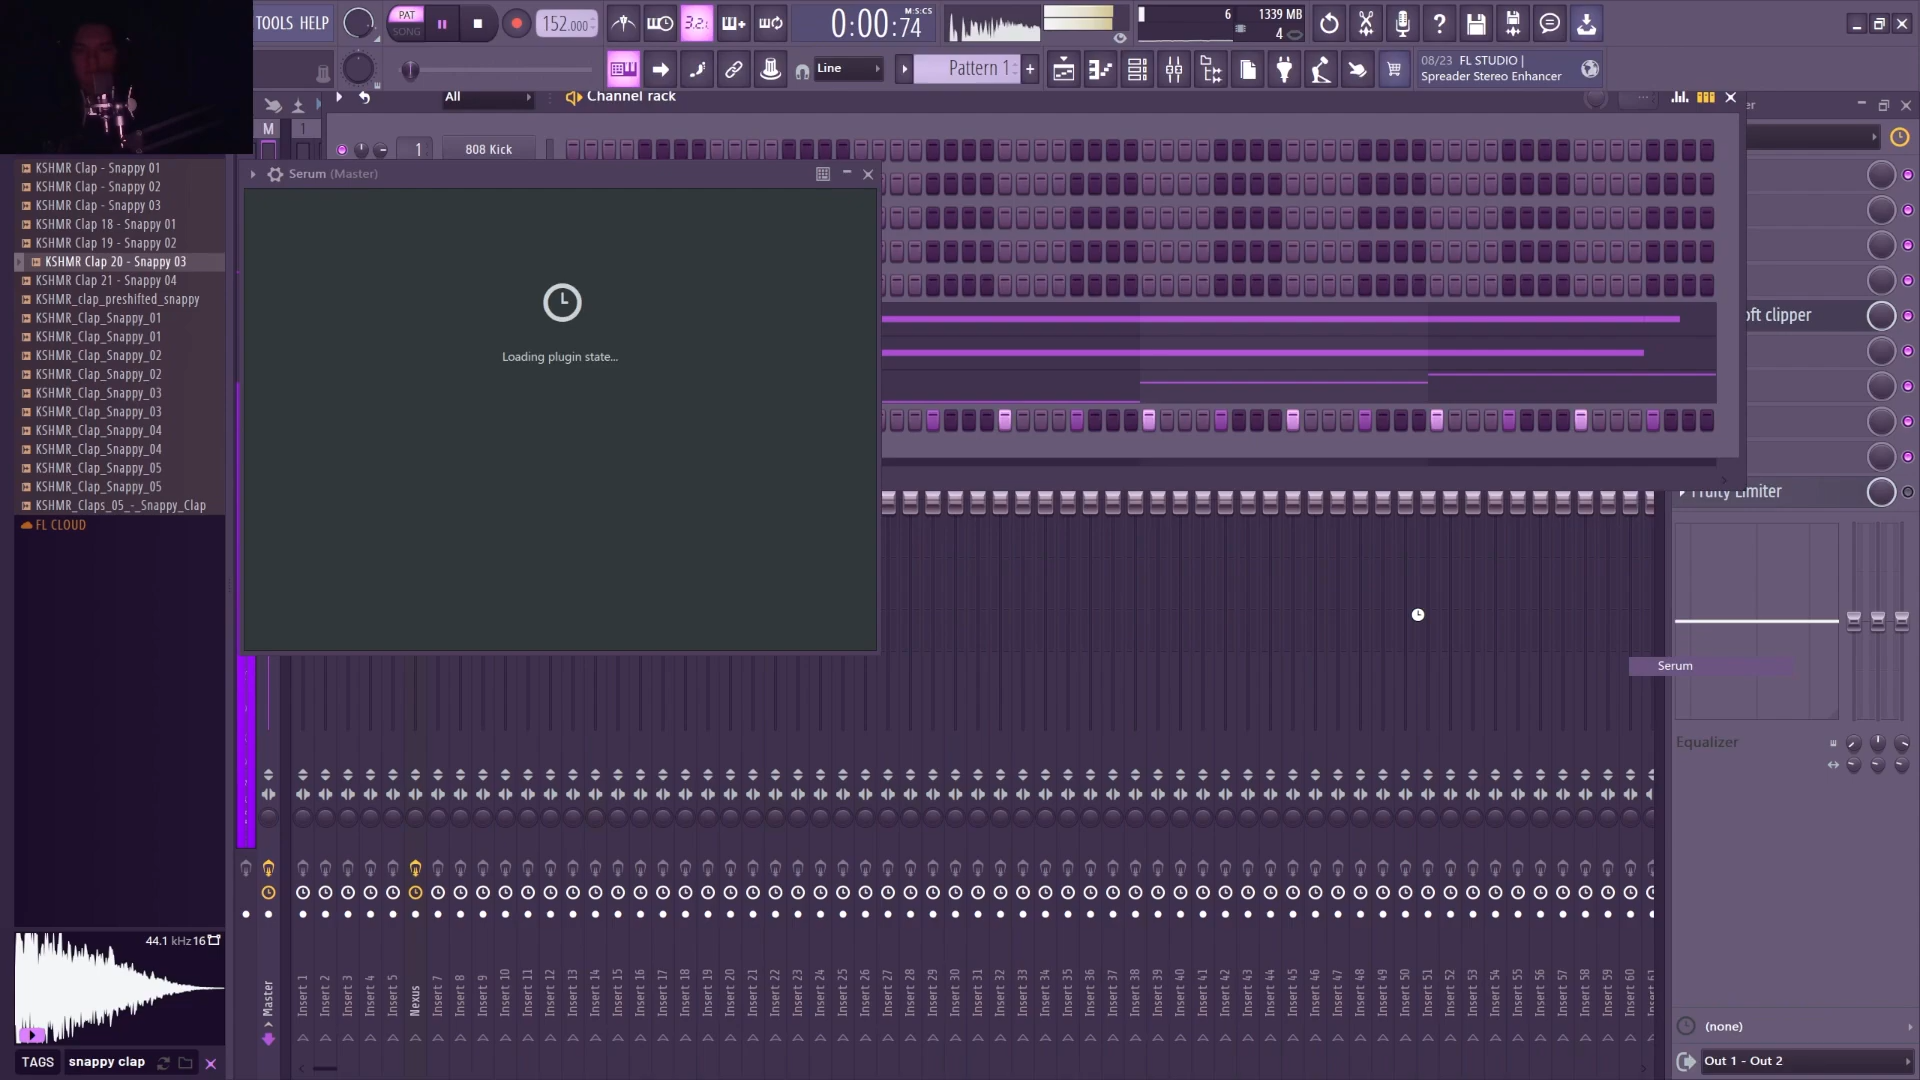 TOOLS HELP
PAT
SONG
152.000
3.2.
0:00:74
M:S:CS
6
1339 MB
4
Line
Pattern 1
08/23 FL STUDIO |
Spreader Stereo Enhancer
All
Channel rack
M
1
1
808 Kick
Serum (Master)
Loading plugin state...
KSHMR Clap - Snappy 01
KSHMR Clap - Snappy 02
KSHMR Clap - Snappy 03
KSHMR Clap 18 - Snappy 01
KSHMR Clap 19 - Snappy 02
KSHMR Clap 20 - Snappy 03
KSHMR Clap 21 - Snappy 04
KSHMR_clap_preshifted_snappy
KSHMR_Clap_Snappy_01
KSHMR_Clap_Snappy_01
KSHMR_Clap_Snappy_02
KSHMR_Clap_Snappy_02
KSHMR_Clap_Snappy_03
KSHMR_Clap_Snappy_03
KSHMR_Clap_Snappy_04
KSHMR_Clap_Snappy_04
KSHMR_Clap_Snappy_05
KSHMR_Clap_Snappy_05
KSHMR_Claps_05_-_Snappy_Clap
FL CLOUD
er
oft clipper
Fruity Limiter
Serum
Equalizer
Master
Insert 1
Insert 2
Insert 3
Insert 4
Insert 5
Nexus
Insert 7
Insert 8
Insert 9
Insert 10
Insert 11
Insert 12
Insert 13
Insert 14
Insert 15
Insert 16
Insert 17
Insert 18
Insert 19
Insert 20
Insert 21
Insert 22
Insert 23
Insert 24
Insert 25
Insert 26
Insert 27
Insert 28
Insert 29
Insert 30
Insert 31
Insert 32
Insert 33
Insert 34
Insert 35
Insert 36
Insert 37
Insert 38
Insert 39
Insert 40
Insert 41
Insert 42
Insert 43
Insert 44
Insert 45
Insert 46
Insert 47
Insert 48
Insert 49
Insert 50
Insert 51
Insert 52
Insert 53
Insert 54
Insert 55
Insert 56
Insert 57
Insert 58
Insert 59
Insert 60
44.1 kHz 16
TAGS
snappy clap
(none)
Out 1 - Out 2